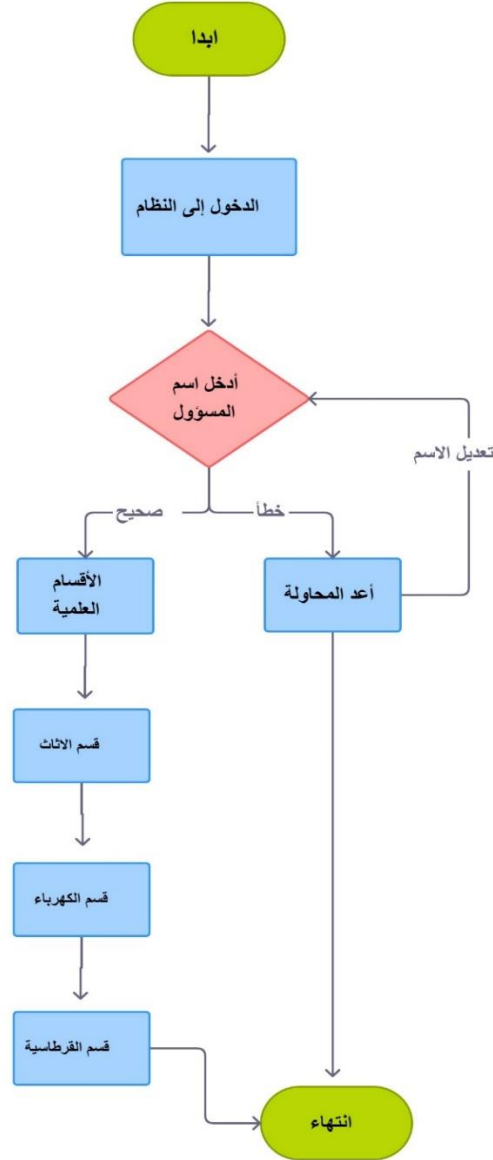 ابدا
الدخول إلى النظام
أدخل اسم
المسؤول
تعديل الاسم
صحيح
خطأ
الأقسام
العلمية
أعد المحاولة
قسم الاثاث
قسم الكهرباء
قسم القرطاسية
انتهاء